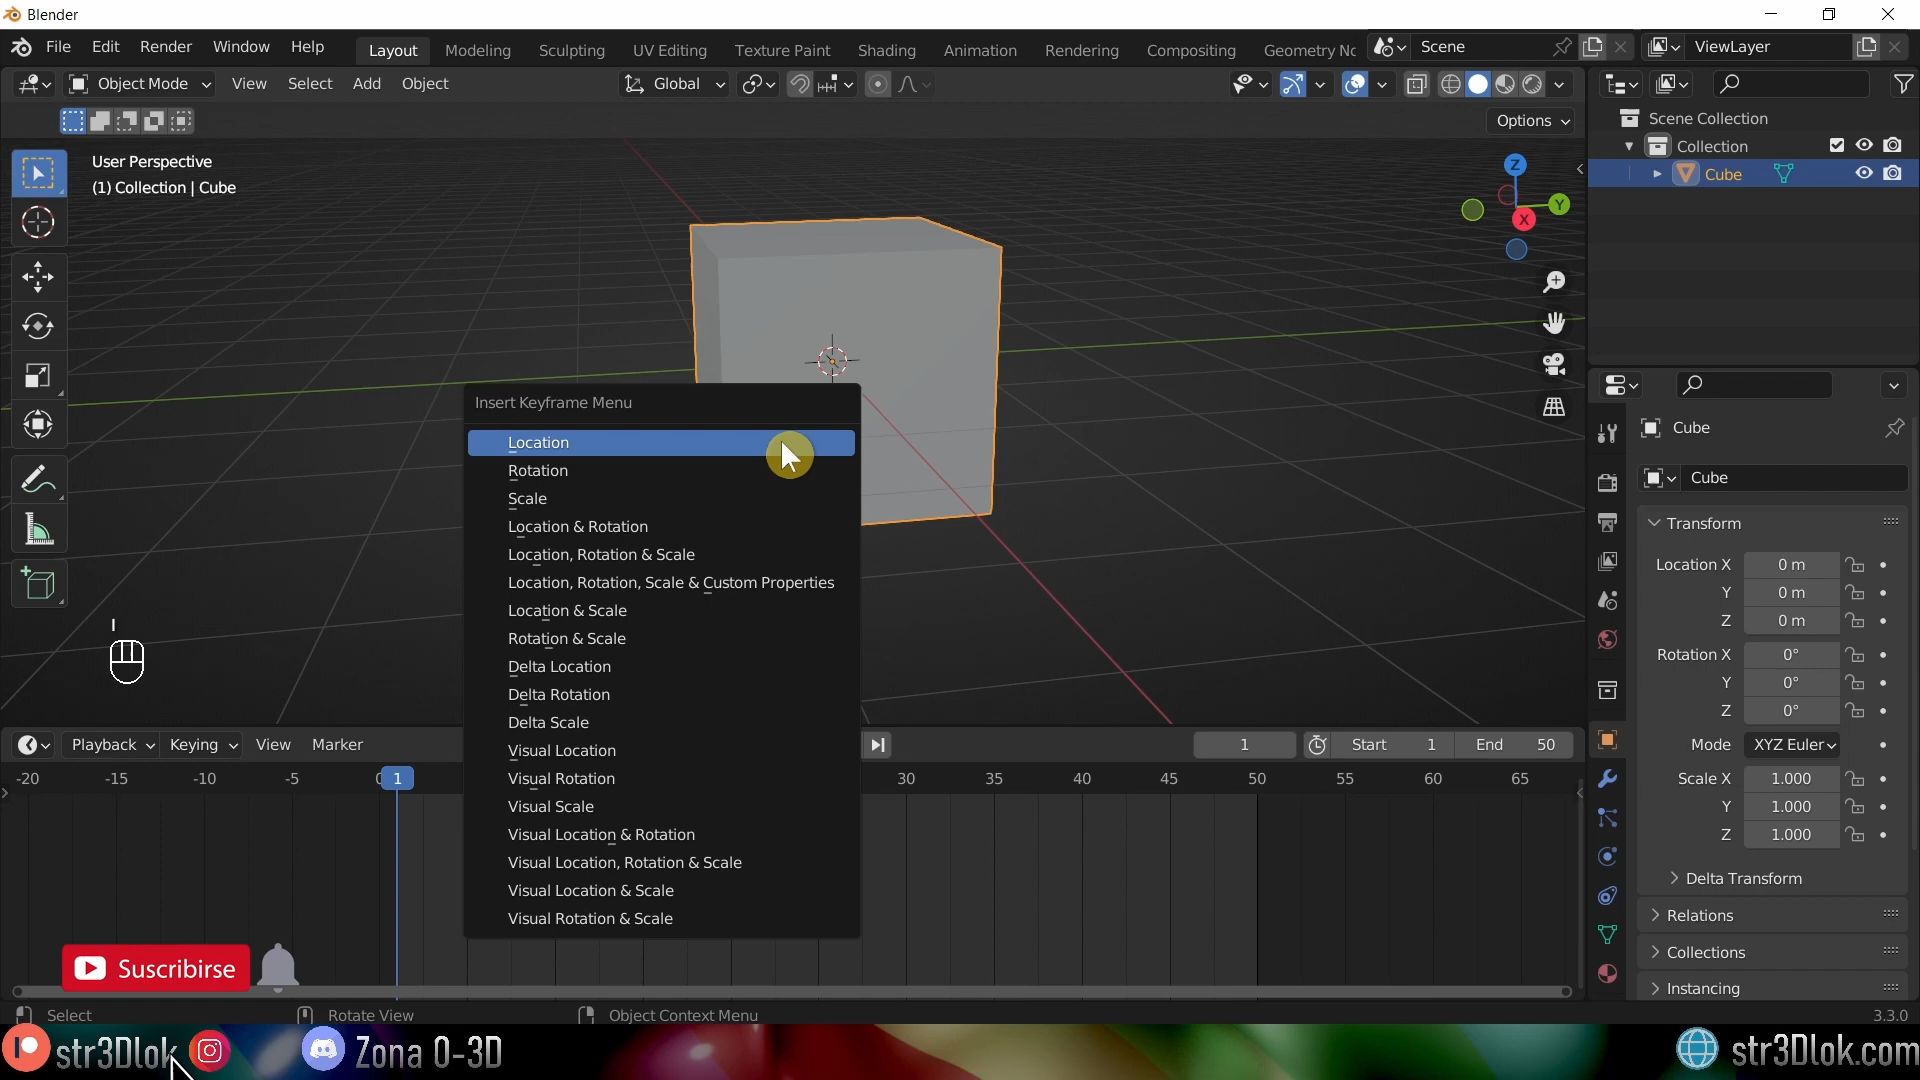 Blender
File Edit Render Window Help Layout Modeling Sculpting UV Editing Texture Paint Shading Animation Rendering Compositing Geometry Nc Scene ViewLayer
Object Mode View Select Add Object Global
Options
User Perspective
(1) Collection | Cube
Z
Y
X
Scene Collection
Collection
Cube
Insert Keyframe Menu
Location
Rotation
Scale
Location & Rotation
Location, Rotation & Scale
Location, Rotation, Scale & Custom Properties
Location & Scale
Rotation & Scale
Delta Location
Delta Rotation
Delta Scale
Visual Location
Visual Rotation
Visual Scale
Visual Location & Rotation
Visual Location, Rotation & Scale
Visual Location & Scale
Visual Rotation & Scale
I
Cube
Cube
Transform
Location X 0 m
Y 0 m
Z 0 m
Rotation X 0°
Y 0°
Z 0°
Mode XYZ Euler
Scale X 1.000
Y 1.000
Z 1.000
Delta Transform
Relations
Collections
Instancing
Playback Keying View Marker 1 Start 1 End 50
-20 -15 -10 -5 0 1 30 35 40 45 50 55 60 65
Suscribirse
Select Rotate View Object Context Menu 3.3.0
str3Dlok Zona 0-3D str3Dlok.com